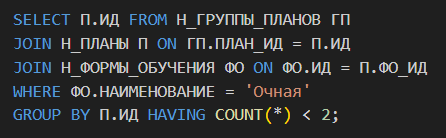 SELECT П.ИД FROM Н_ГРУППЫ_ПЛАНОВ ГП
JOIN Н_ПЛАНЫ П ON ГП.ПЛАН_ИД = П.ИД
JOIN Н_ФОРМЫ_ОБУЧЕНИЯ ФО ON ФО.ИД = П.ФО_ИД
WHERE ФО.НАИМЕНОВАНИЕ = 'Очная'
GROUP BY П.ИД HAVING COUNT(*) < 2;